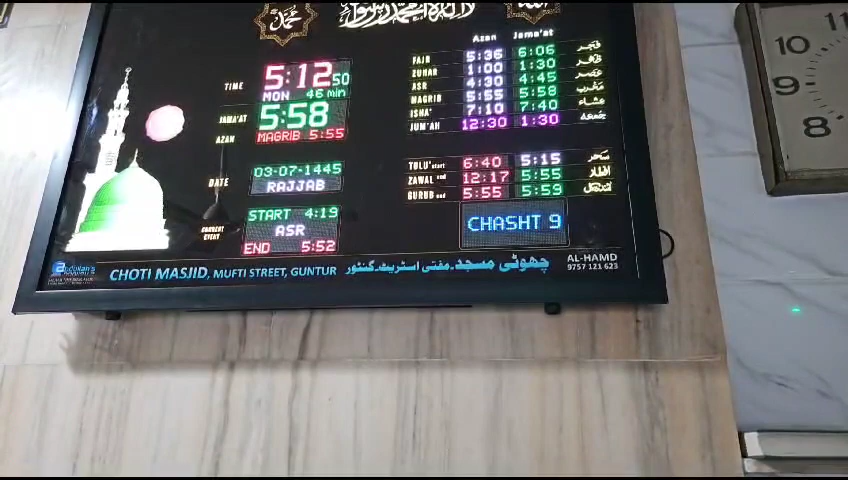 محمد
Azan Jama'at
FAJR 5:36 6:06 فجر
ZUHAR 1:00 1:30 ظہر
ASR 4:30 4:45 عصر
MAGRIB 5:55 5:58 مغرب
ISHA' 7:10 7:40 عشاء
JUM'AH 12:30 1:30 جمعہ
TULU' start 6:40 5:15 سحر
ZAWAL end 12:17 5:55 افطار
GURUB end 5:55 5:59
CHASHT 9
TIME 5:12 50
MON 46 min
JAMA'AT 5:58
AZAN MAGRIB 5:55
DATE 03-07-1445
RAJJAB
START 4:19
CURRENT EVENT ASR
END 5:52
CHOTI MASJID, MUFTI STREET, GUNTUR چھوٹی مسجد۔مفتی اسٹریٹ۔گنٹور
AL-HAMD
9757 121 623
11
10
9
8